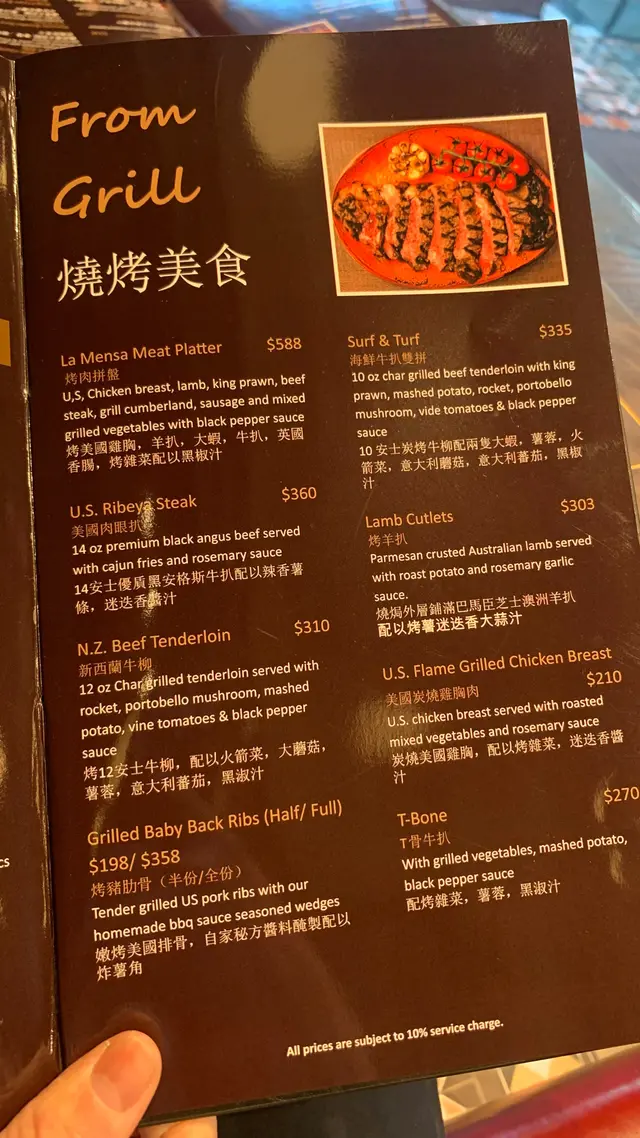 From
Grill
燒烤美食
La Mensa Meat Platter $588
烤肉拼盤
U,S, Chicken breast, lamb, king prawn, beef
steak, grill cumberland, sausage and mixed
grilled vegetables with black pepper sauce
烤美國雞胸，羊扒，大蝦，牛扒，英國
香腸，烤雜菜配以黑椒汁
U.S. Ribeye Steak $360
美國肉眼扒
14 oz premium black angus beef served
with cajun fries and rosemary sauce
14安士優質黑安格斯牛扒配以辣香薯
條，迷迭香醬汁
N.Z. Beef Tenderloin $310
新西蘭牛柳
12 oz Char grilled tenderloin served with
rocket, portobello mushroom, mashed
potato, vine tomatoes & black pepper
sauce
烤12安士牛柳，配以火箭菜，大蘑菇，
薯蓉，意大利蕃茄，黑淑汁
Grilled Baby Back Ribs (Half/ Full)
$198/ $358
烤豬肋骨（半份/全份）
Tender grilled US pork ribs with our
homemade bbq sauce seasoned wedges
嫩烤美國排骨，自家秘方醬料醃製配以
炸薯角
Surf & Turf $335
海鮮牛扒雙拼
10 oz char grilled beef tenderloin with king
prawn, mashed potato, rocket, portobello
mushroom, vide tomatoes & black pepper
sauce
10 安士炭烤牛柳配兩隻大蝦，薯蓉，火
箭菜，意大利蘑菇，意大利蕃茄，黑椒
汁
Lamb Cutlets $303
烤羊扒
Parmesan crusted Australian lamb served
with roast potato and rosemary garlic
sauce.
燒焗外層鋪滿巴馬臣芝士澳洲羊扒
配以烤薯迷迭香大蒜汁
U.S. Flame Grilled Chicken Breast
$210
美國炭燒雞胸肉
U.S. chicken breast served with roasted
mixed vegetables and rosemary sauce
炭燒美國雞胸，配以烤雜菜，迷迭香醬
汁
T-Bone $270
T骨牛扒
With grilled vegetables, mashed potato,
black pepper sauce
配烤雜菜，薯蓉，黑淑汁
All prices are subject to 10% service charge.